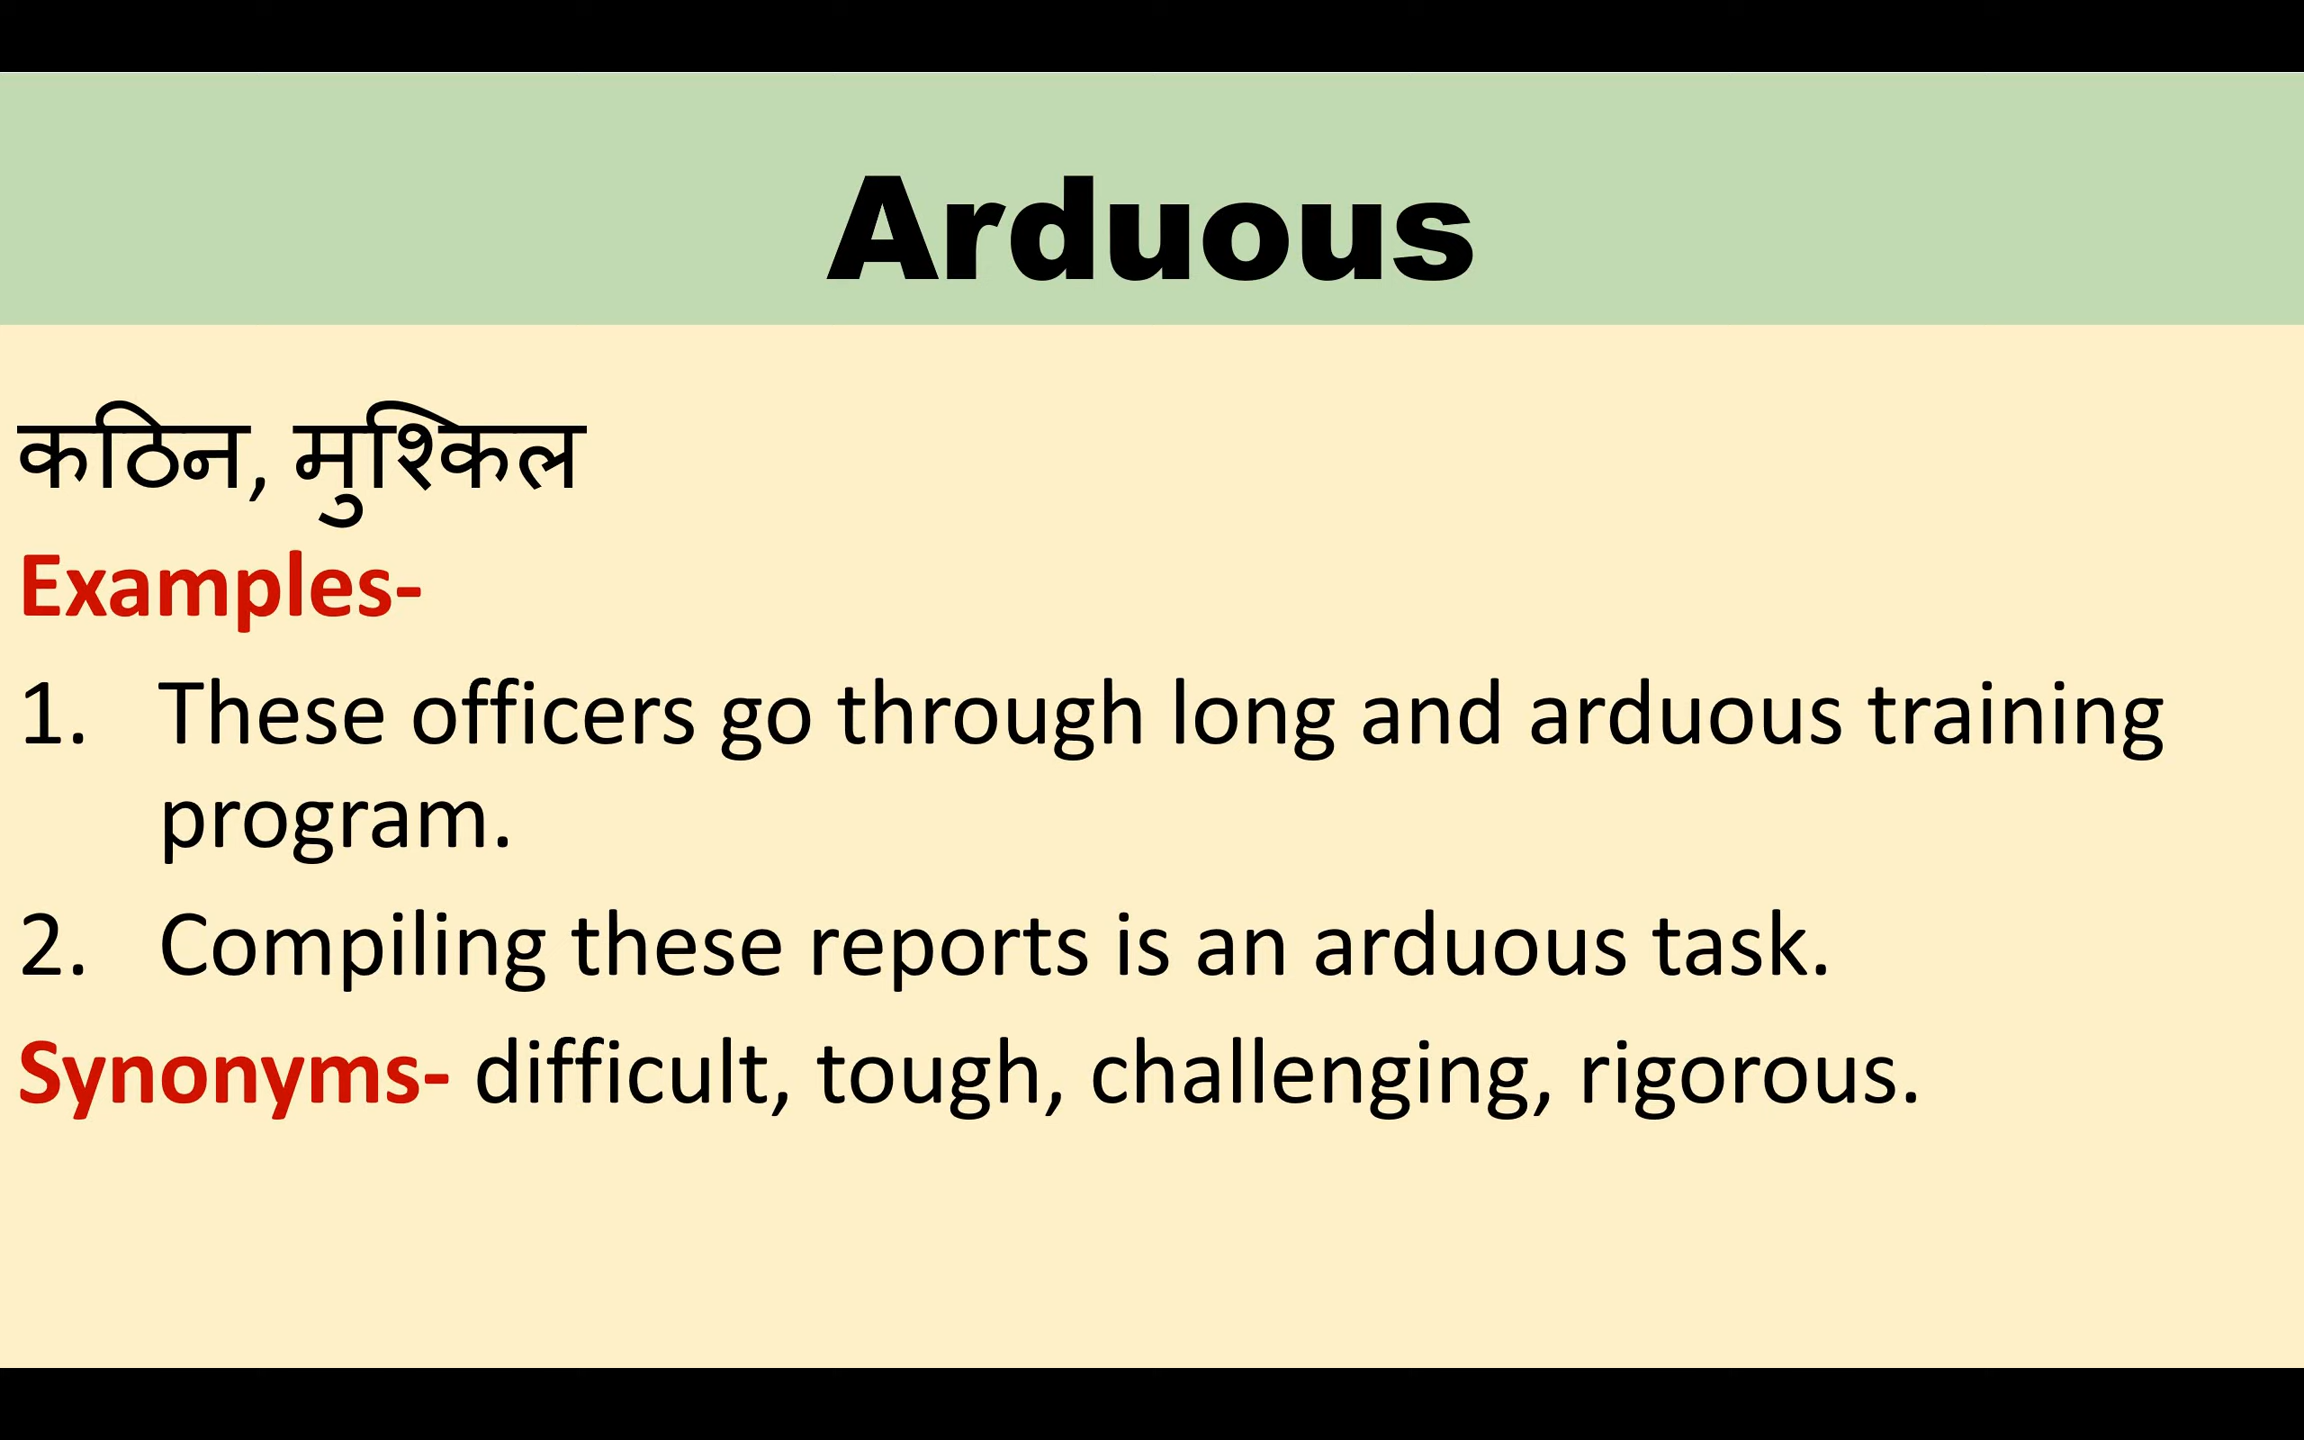 Arduous
कठिन, मुश्किल
Examples-
1. These officers go through long and arduous training
program.
2. Compiling these reports is an arduous task.
Synonyms- difficult, tough, challenging, rigorous.